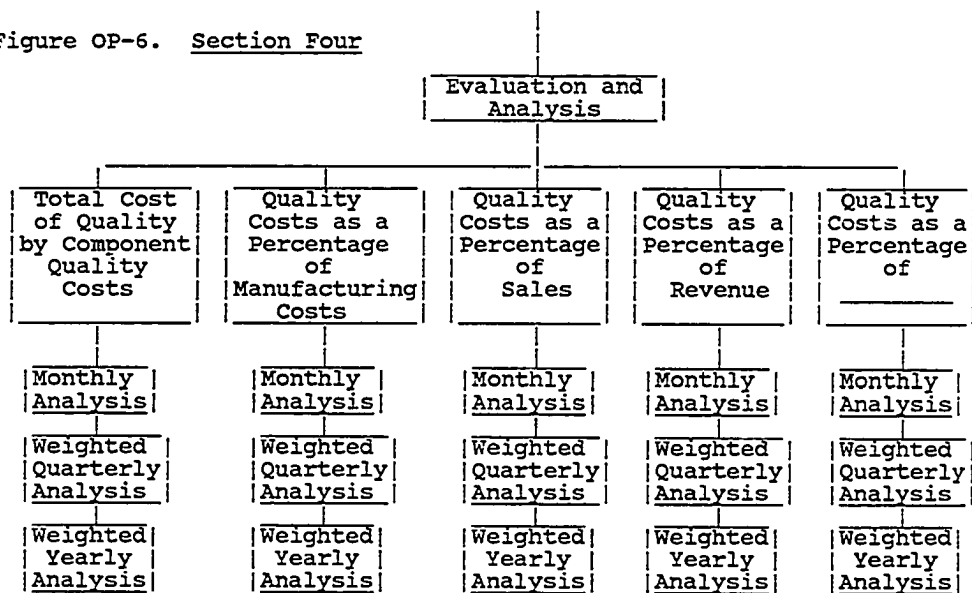 Figure OP-6. Section Four
Evaluation and
Analysis
Total Cost
of Quality
by Component
Quality
Costs
Quality
Costs as a
Percentage
of
Manufacturing
Costs
Quality
Costs as a
Percentage
of
Sales
Quality
Costs as a
Percentage
of
Revenue
Quality
Costs as a
Percentage
of
Monthly
Analysis
Monthly
Analysis
Monthly
Analysis
Monthly
Analysis
Monthly
Analysis
Weighted
Quarterly
Analysis
Weighted
Quarterly
Analysis
Weighted
Quarterly
Analysis
Weighted
Quarterly
Analysis
Weighted
Quarterly
Analysis
Weighted
Yearly
Analysis
Weighted
Yearly
Analysis
Weighted
Yearly
Analysis
Weighted
Yearly
Analysis
Weighted
Yearly
Analysis